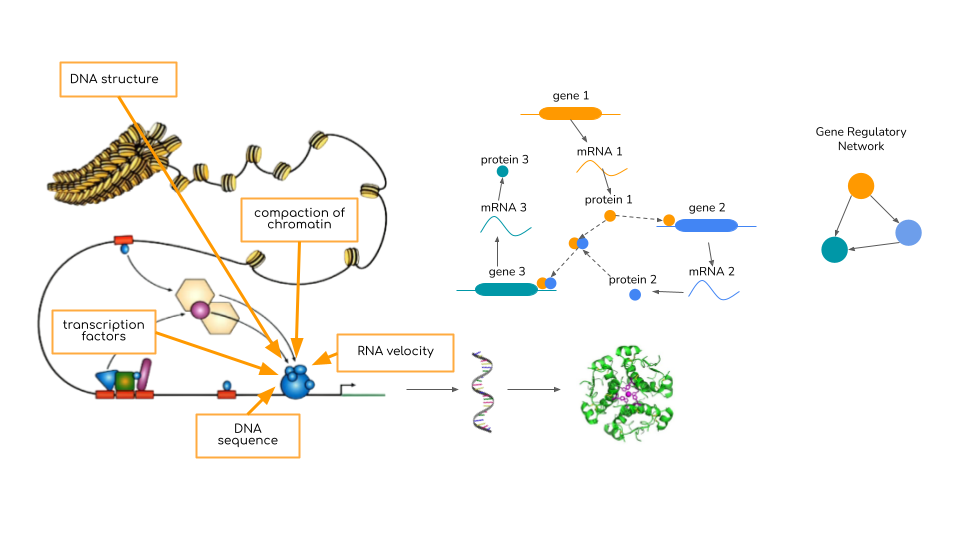 DNA structure
compaction of
chromatin
transcription
factors
RNA velocity
DNA
sequence
gene 1
mRNA 1
protein 1
protein 3
mRNA 3
gene 3
gene 2
mRNA 2
protein 2
Gene Regulatory
Network